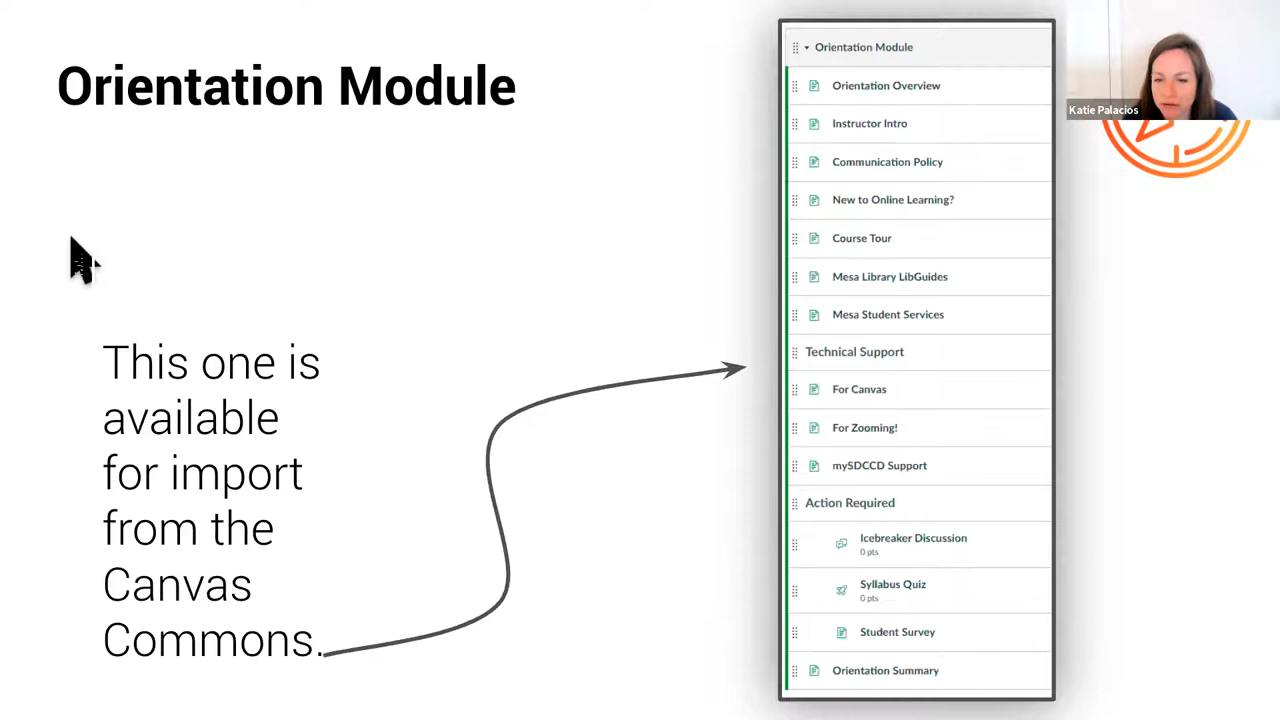 Orientation Module
This one is
available
for import
from the
Canvas
Commons.
Orientation Module
Orientation Overview
Instructor Intro
Communication Policy
New to Online Learning?
Course Tour
Mesa Library LibGuides
Mesa Student Services
Technical Support
For Canvas
For Zooming!
mySDCCD Support
Action Required
Icebreaker Discussion
0 pts
Syllabus Quiz
0 pts
Student Survey
Orientation Summary
Katie Palacios